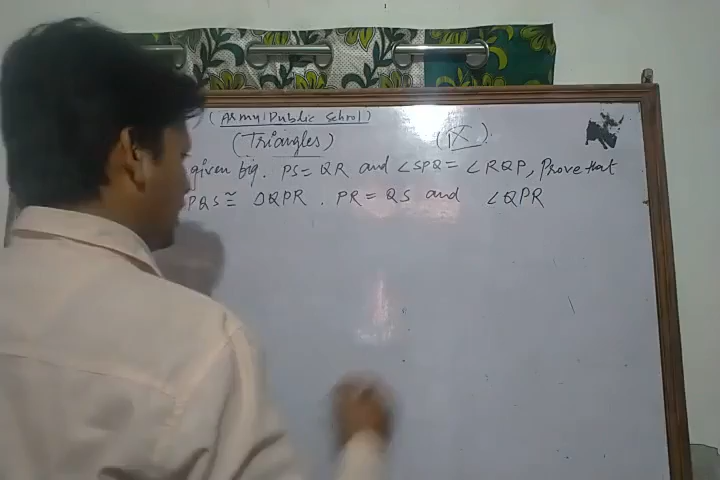 (Army Public School)
(Triangles) (IX).
given fig. PS = QR and ∠SPQ = ∠RQP, Prove that
PQS ≅ ΔQPR . PR = QS and ∠QPR